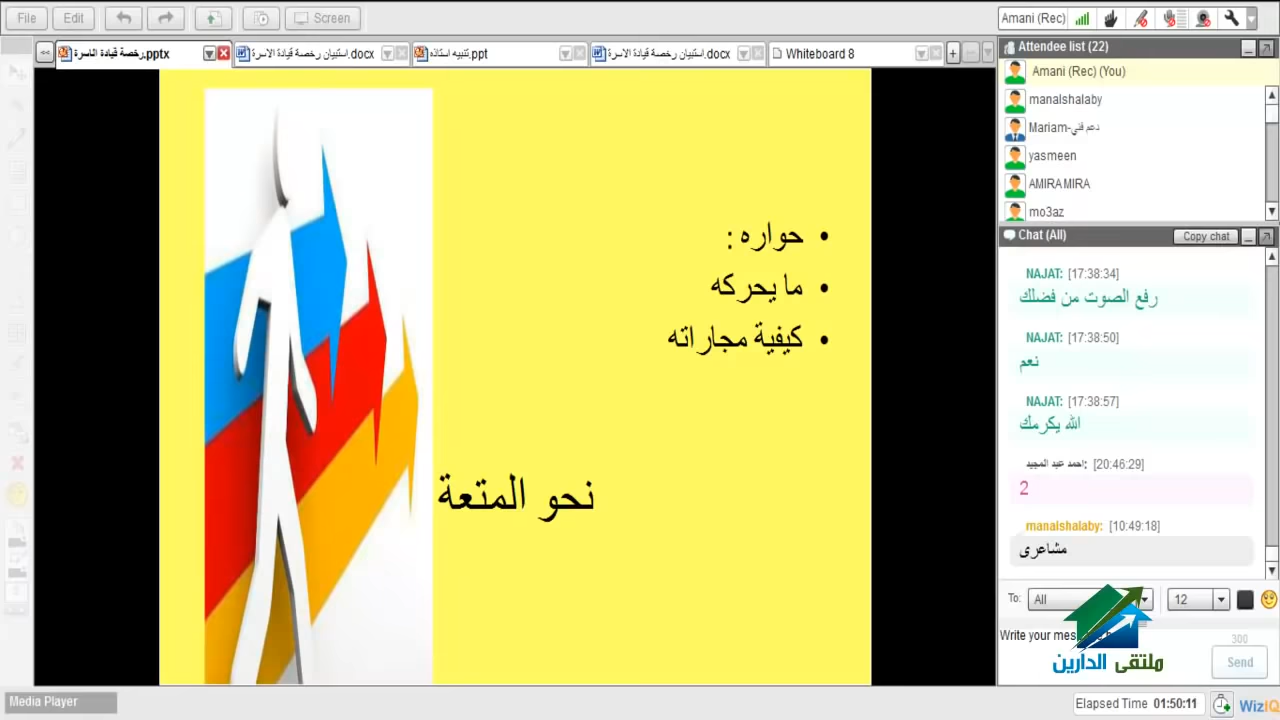 File
Edit
Screen
Amani (Rec)
رخصة قيادة الاسرة.pptx
استبيان رخصة قيادة الاسرة.docx
تنبيه استاذه.ppt
استبيان رخصة قيادة الاسرة.docx
Whiteboard 8
Attendee list (22)
Amani (Rec) (You)
manalshalaby
Mariam-دعم فني
yasmeen
AMIRAMIRA
mo3az
حواره :
ما يحركه
كيفية مجاراته
نحو المتعة
Chat (All)
Copy chat
NAJAT: [17:38:34]
رفع الصوت من فضلك
NAJAT: [17:38:50]
نعم
NAJAT: [17:38:57]
الله يكرمك
احمد عبد المجيد: [20:46:29]
2
manalshalaby: [10:49:18]
مشاعرى
To: All
12
Write your mes
300
Send
ملتقى الدارين
Media Player
Elapsed Time 01:50:11
WizIQ